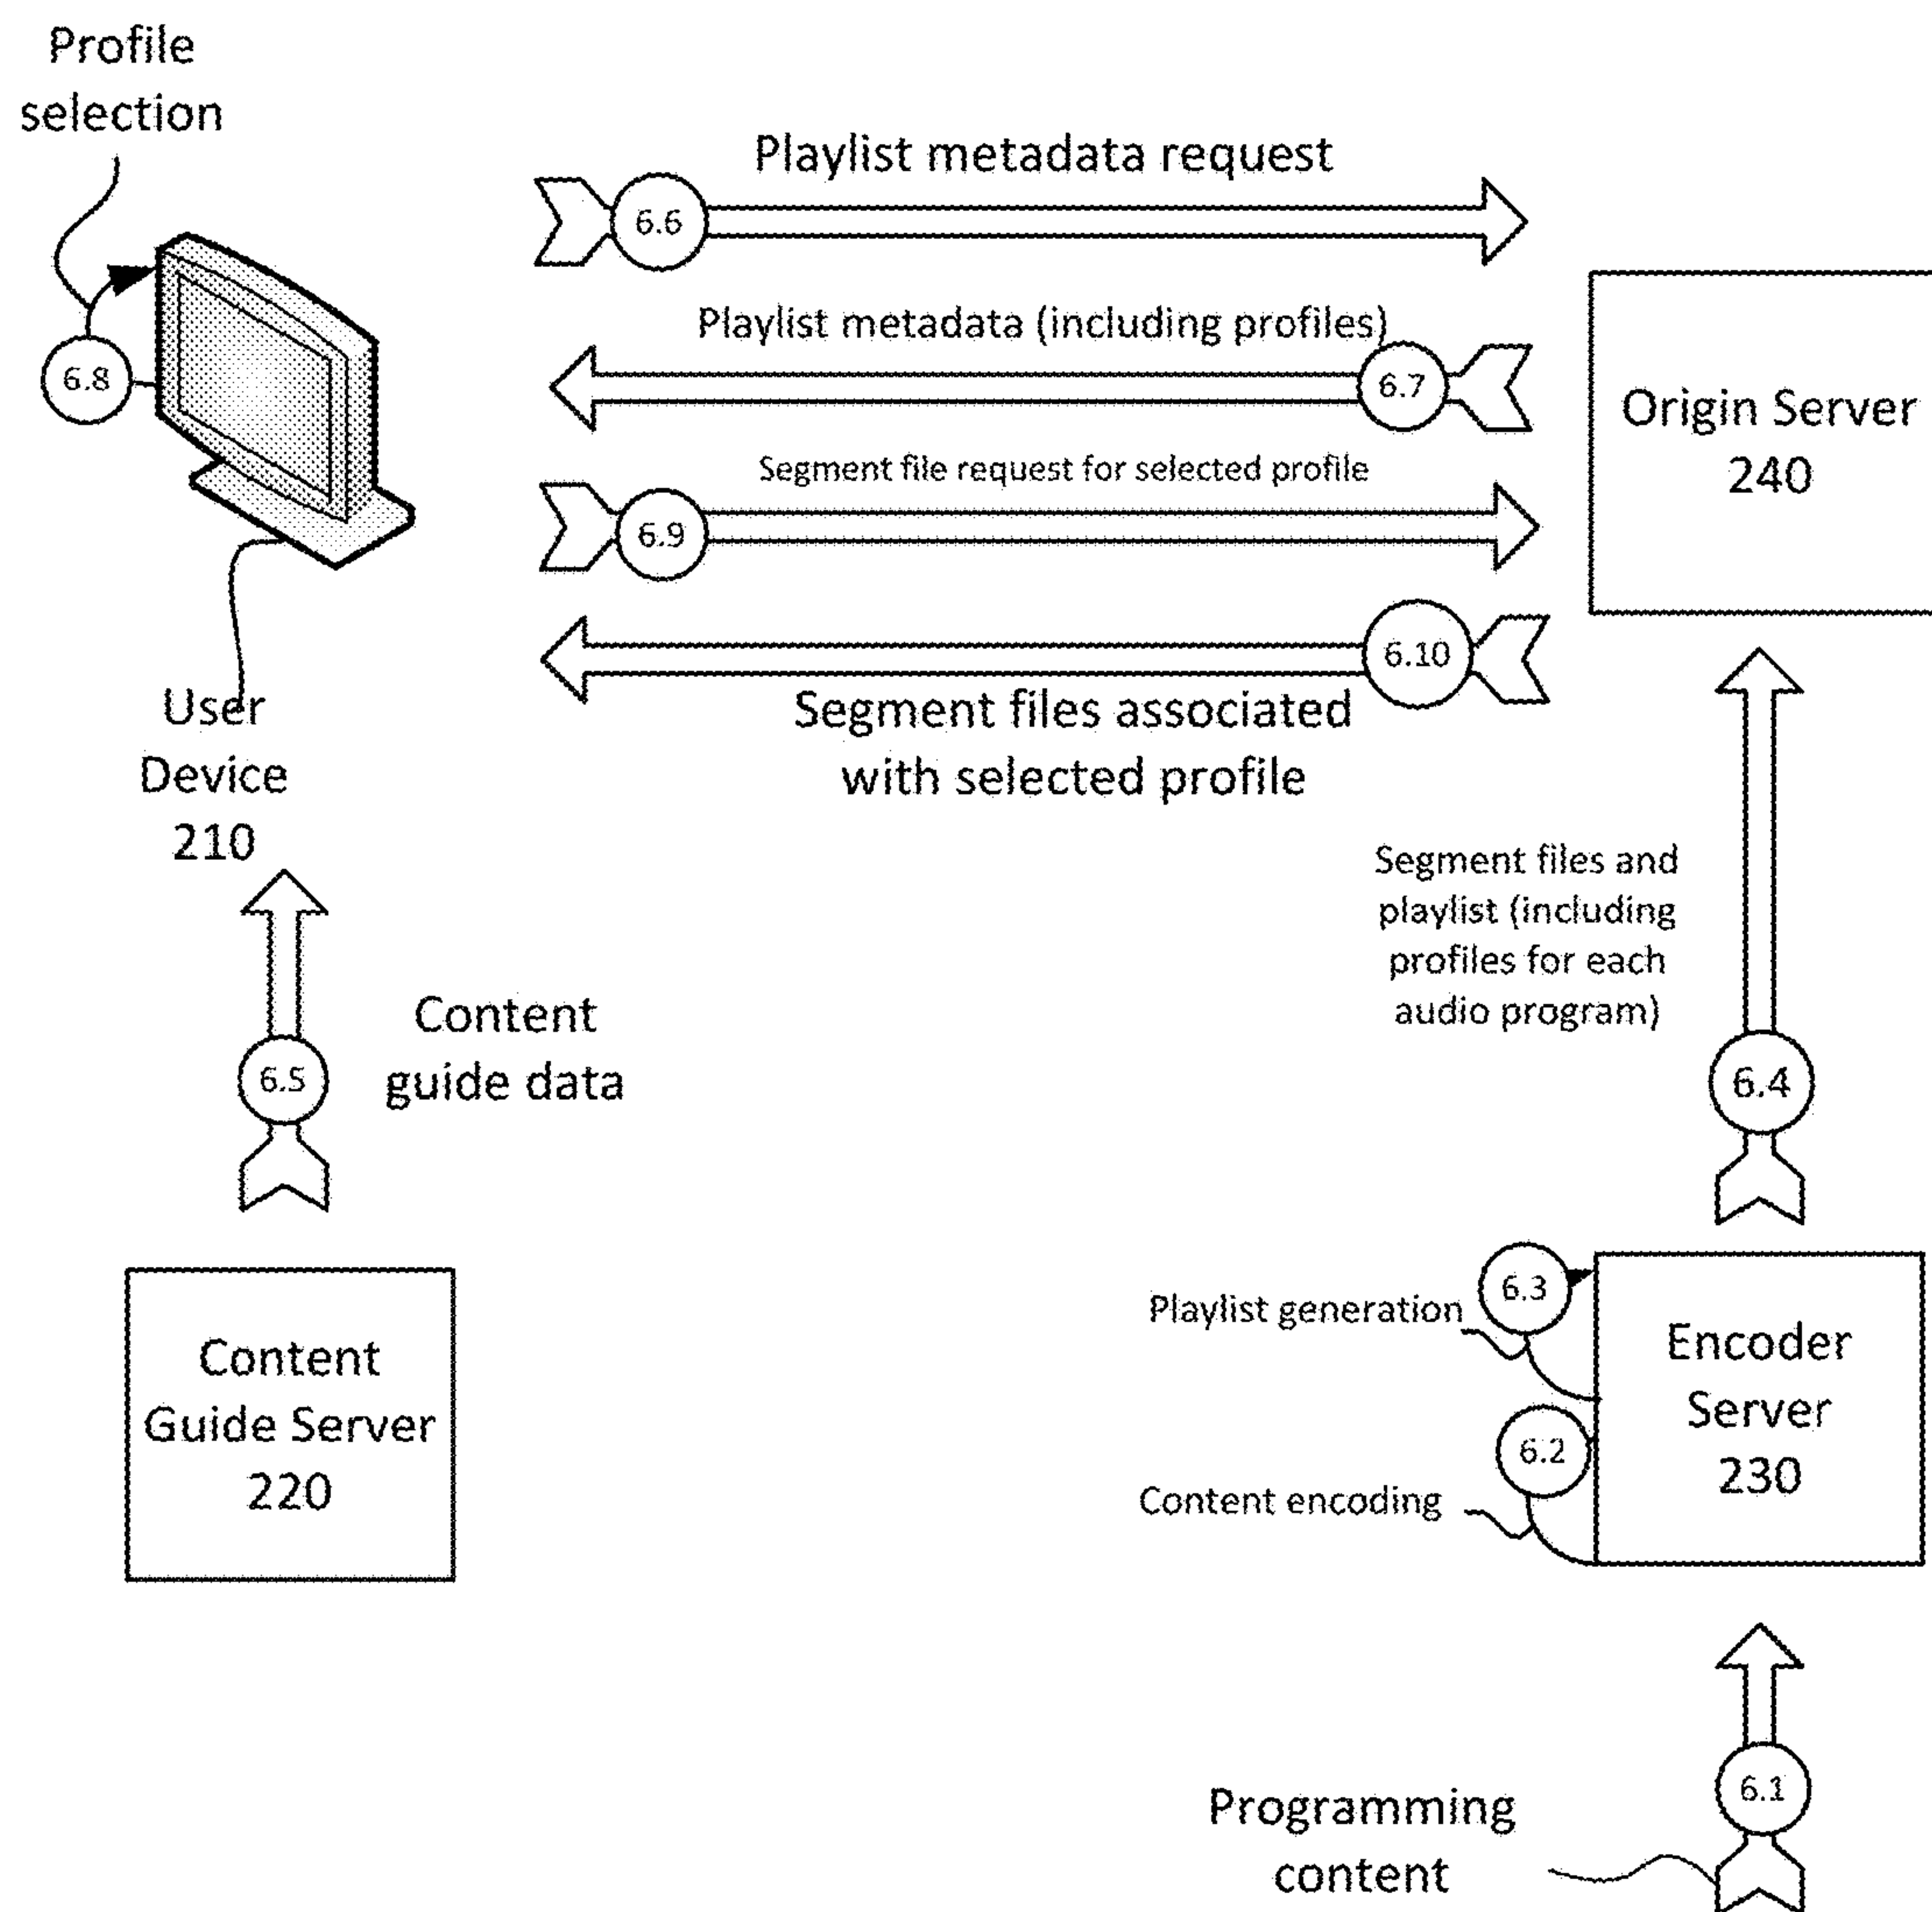 Profile
selection
Playlist metadata request
6.6
Playlist metadata (including profiles)
6.7
6.8
Origin Server
240
Segment file request for selected profile
6.9
6.10
Segment files associated
with selected profile
User
Device
210
Segment files and
playlist (including
profiles for each
audio program)
Content
guide data
6.5
6.4
6.3
Playlist generation
Content
Guide Server
220
Encoder
Server
230
6.2
Content encoding
6.1
Programming
content